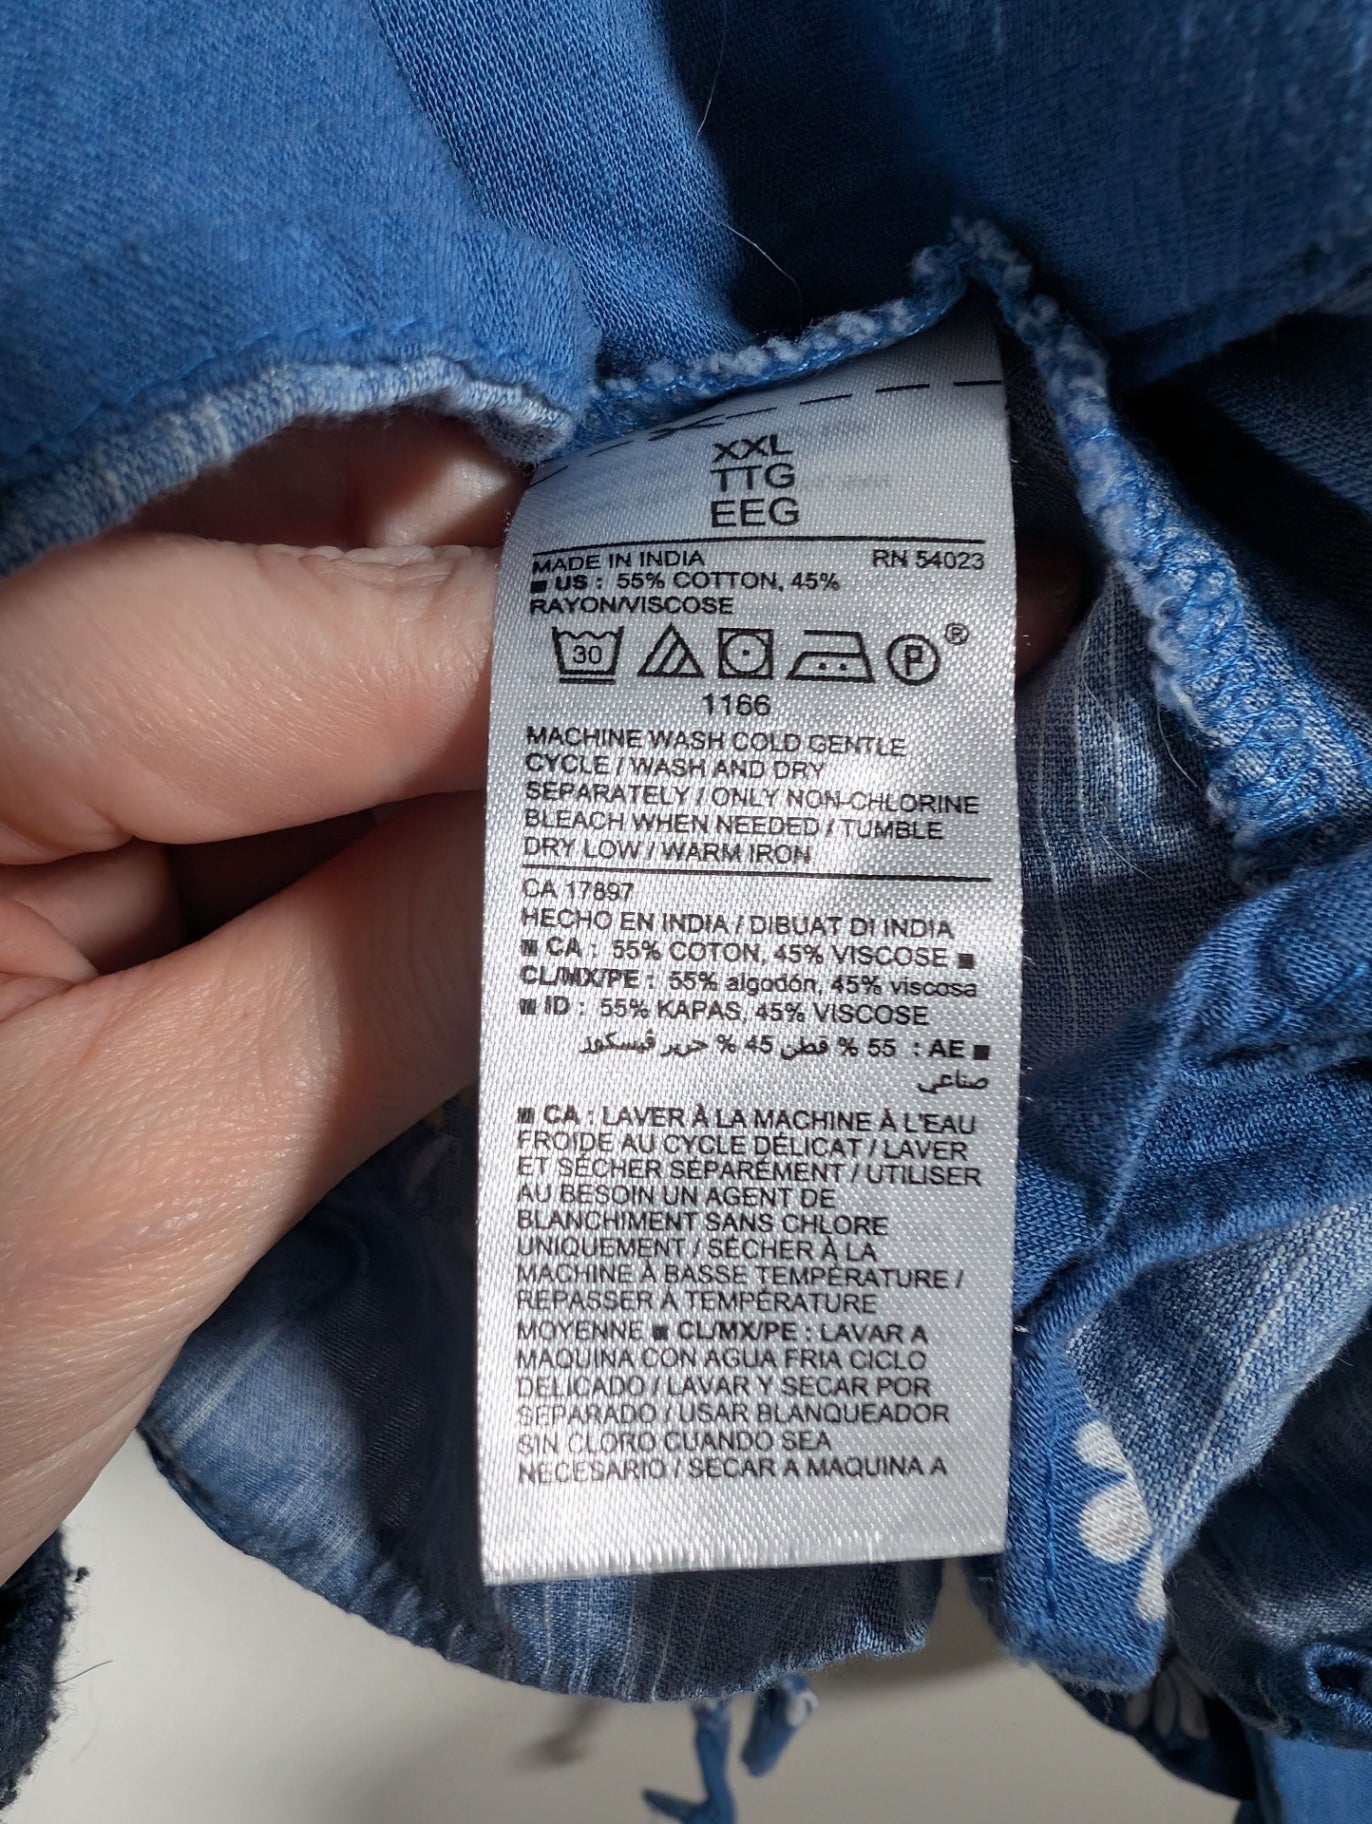 XXL
TTG
EEG
MADE IN INDIA RN 54023
■ US : 55% COTTON, 45%
RAYON/VISCOSE
30 P ®
1166
MACHINE WASH COLD GENTLE
CYCLE / WASH AND DRY
SEPARATELY / ONLY NON-CHLORINE
BLEACH WHEN NEEDED / TUMBLE
DRY LOW / WARM IRON
CA 17897
HECHO EN INDIA / DIBUAT DI INDIA
■ CA : 55% COTON, 45% VISCOSE ■
CL/MX/PE : 55% algodón, 45% viscosa
■ ID : 55% KAPAS, 45% VISCOSE
■ AE : 55 % قطن 45 % حرير فيسكوز
صناعي
■ CA : LAVER À LA MACHINE À L'EAU
FROIDE AU CYCLE DÉLICAT / LAVER
ET SÉCHER SÉPARÉMENT / UTILISER
AU BESOIN UN AGENT DE
BLANCHIMENT SANS CHLORE
UNIQUEMENT / SÉCHER À LA
MACHINE À BASSE TEMPÉRATURE /
REPASSER À TEMPÉRATURE
MOYENNE ■ CL/MX/PE : LAVAR A
MAQUINA CON AGUA FRIA CICLO
DELICADO / LAVAR Y SECAR POR
SEPARADO / USAR BLANQUEADOR
SIN CLORO CUANDO SEA
NECESARIO / SECAR A MAQUINA A